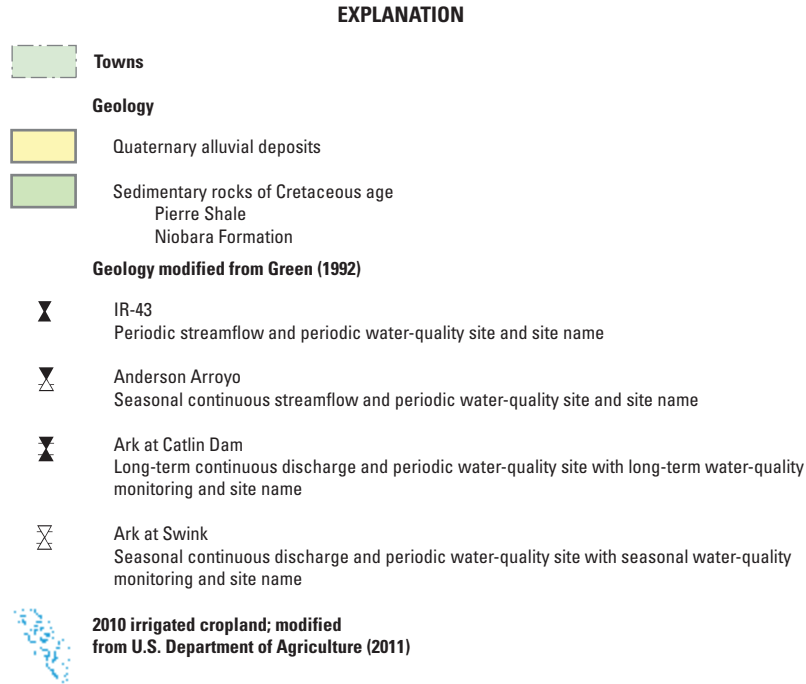 EXPLANATION
Towns
Geology
Quaternary alluvial deposits
Sedimentary rocks of Cretaceous age
Pierre Shale
Niobara Formation
Geology modified from Green (1992)
IR-43
Periodic streamflow and periodic water-quality site and site name
Anderson Arroyo
Seasonal continuous streamflow and periodic water-quality site and site name
Ark at Catlin Dam
Long-term continuous discharge and periodic water-quality site with long-term water-quality
monitoring and site name
Ark at Swink
Seasonal continuous discharge and periodic water-quality site with seasonal water-quality
monitoring and site name
2010 irrigated cropland; modified
from U.S. Department of Agriculture (2011)